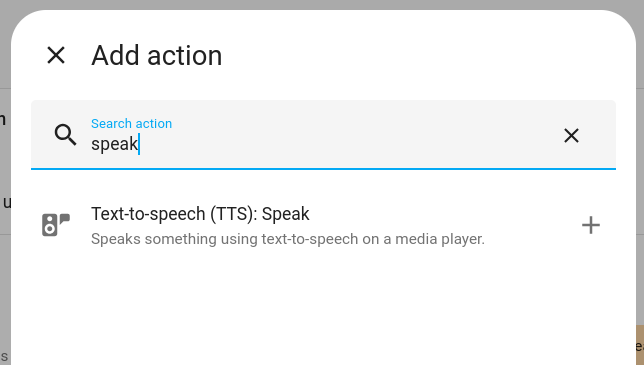 Add action
Search action
speak
Text-to-speech (TTS): Speak
Speaks something using text-to-speech on a media player.